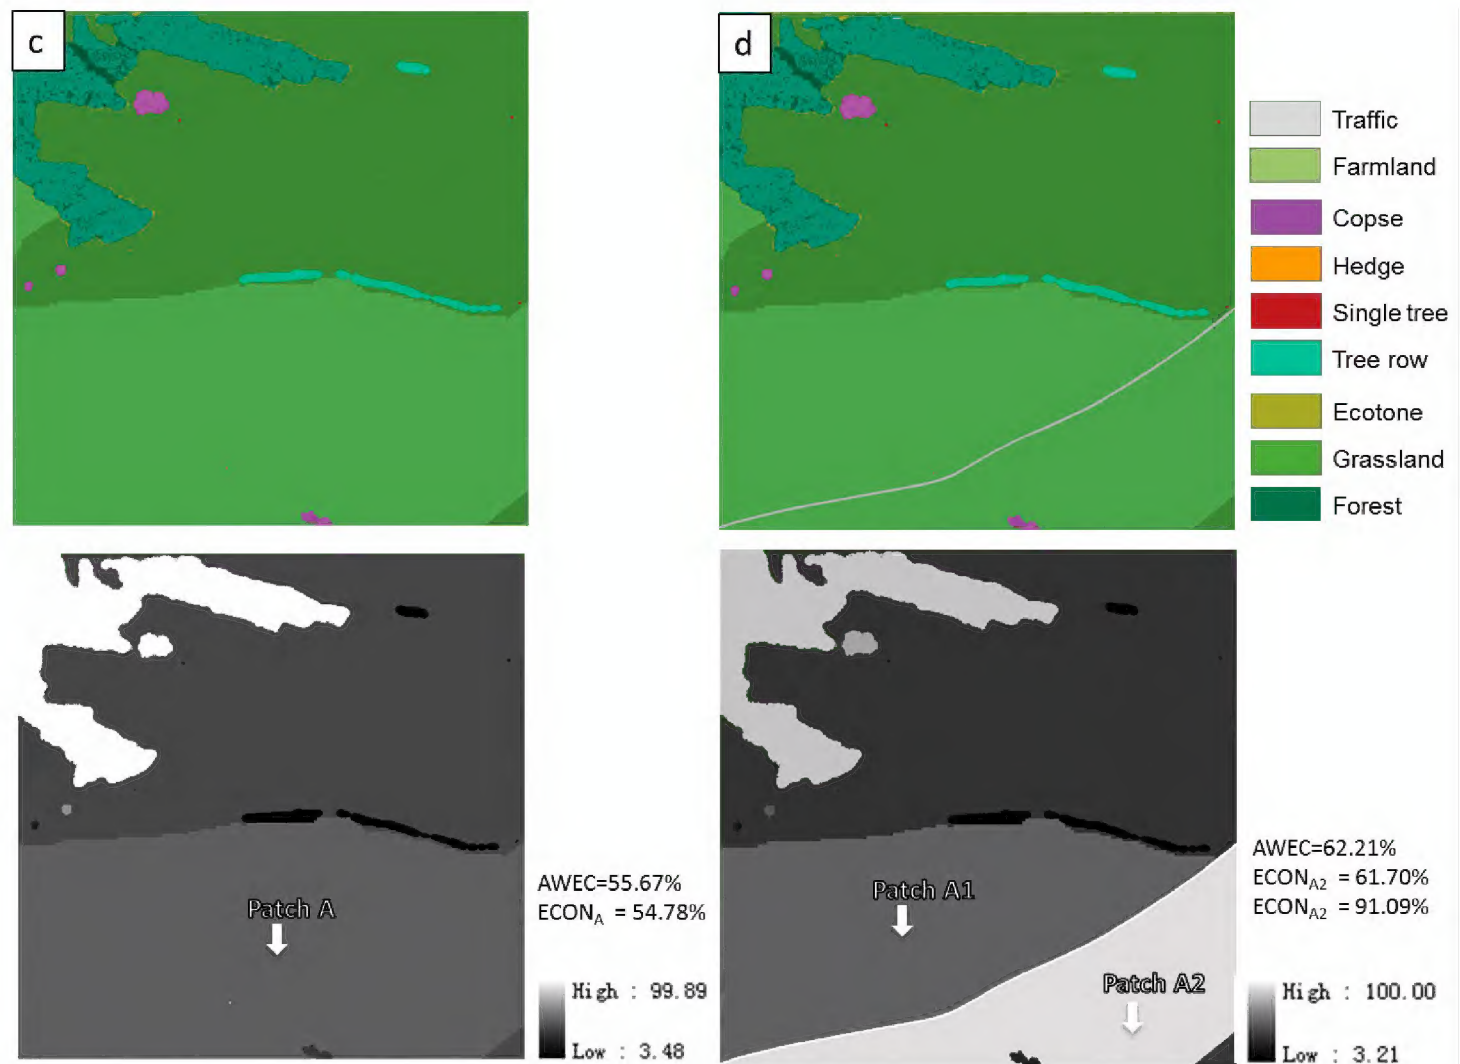 c
d
Traffic
Farmland
Copse
Hedge
Single tree
Tree row
Ecotone
Grassland
Forest
Patch A
AWEC=55.67%
ECONA = 54.78%
High : 99.89
Low : 3.48
Patch A1
Patch A2
AWEC=62.21%
ECONA2 = 61.70%
ECONA2 = 91.09%
High : 100.00
Low : 3.21